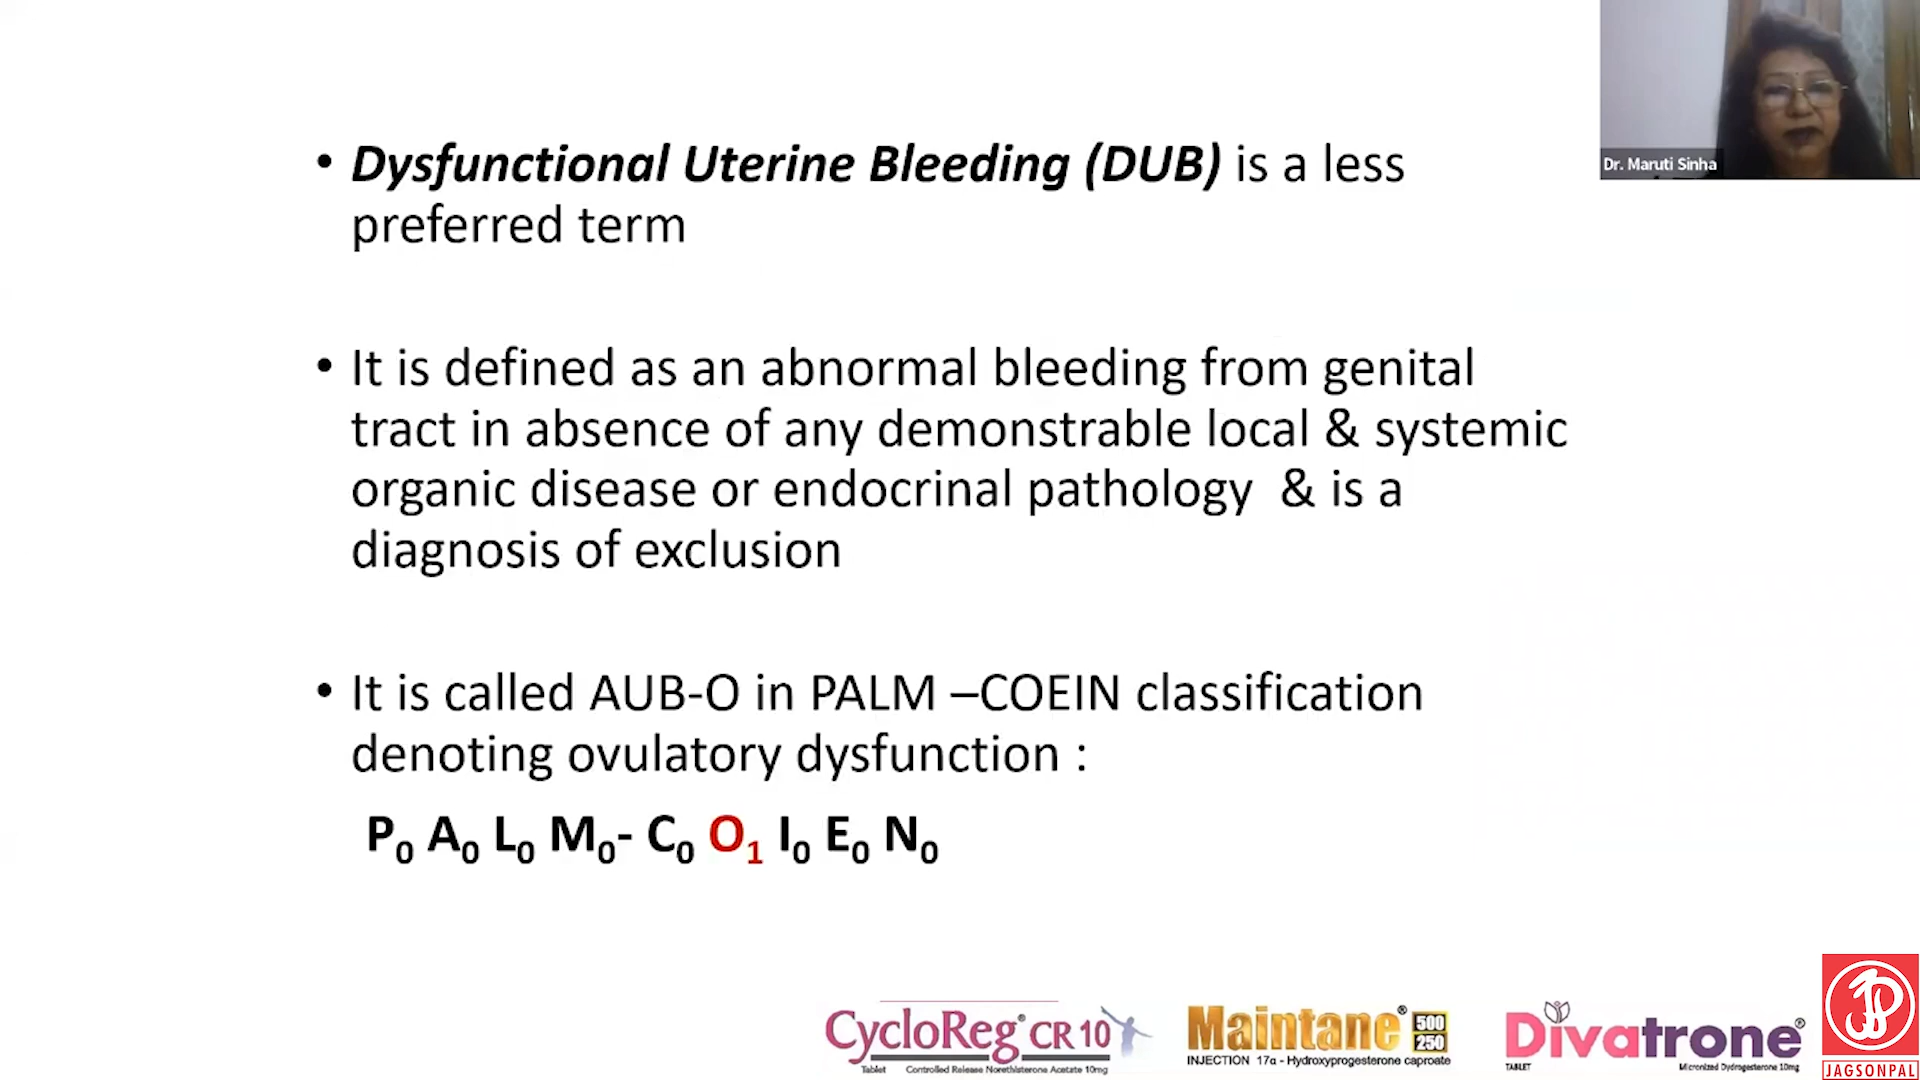 • Dysfunctional Uterine Bleeding (DUB) is a less
preferred term
• It is defined as an abnormal bleeding from genital
tract in absence of any demonstrable local & systemic
organic disease or endocrinal pathology & is a
diagnosis of exclusion
• It is called AUB-O in PALM –COEIN classification
denoting ovulatory dysfunction :
P₀ A₀ L₀ M₀- C₀ O₁ I₀ E₀ N₀
Dr. Maruti Sinha
CycloReg® CR 10
Tablet Controlled Release Norethisterone Acetate 10mg
Maintane® 500 250
INJECTION 17α - Hydroxyprogesterone caproate
Divatrone®
TABLET Micronized Dydrogesterone 10mg
JAGSONPAL